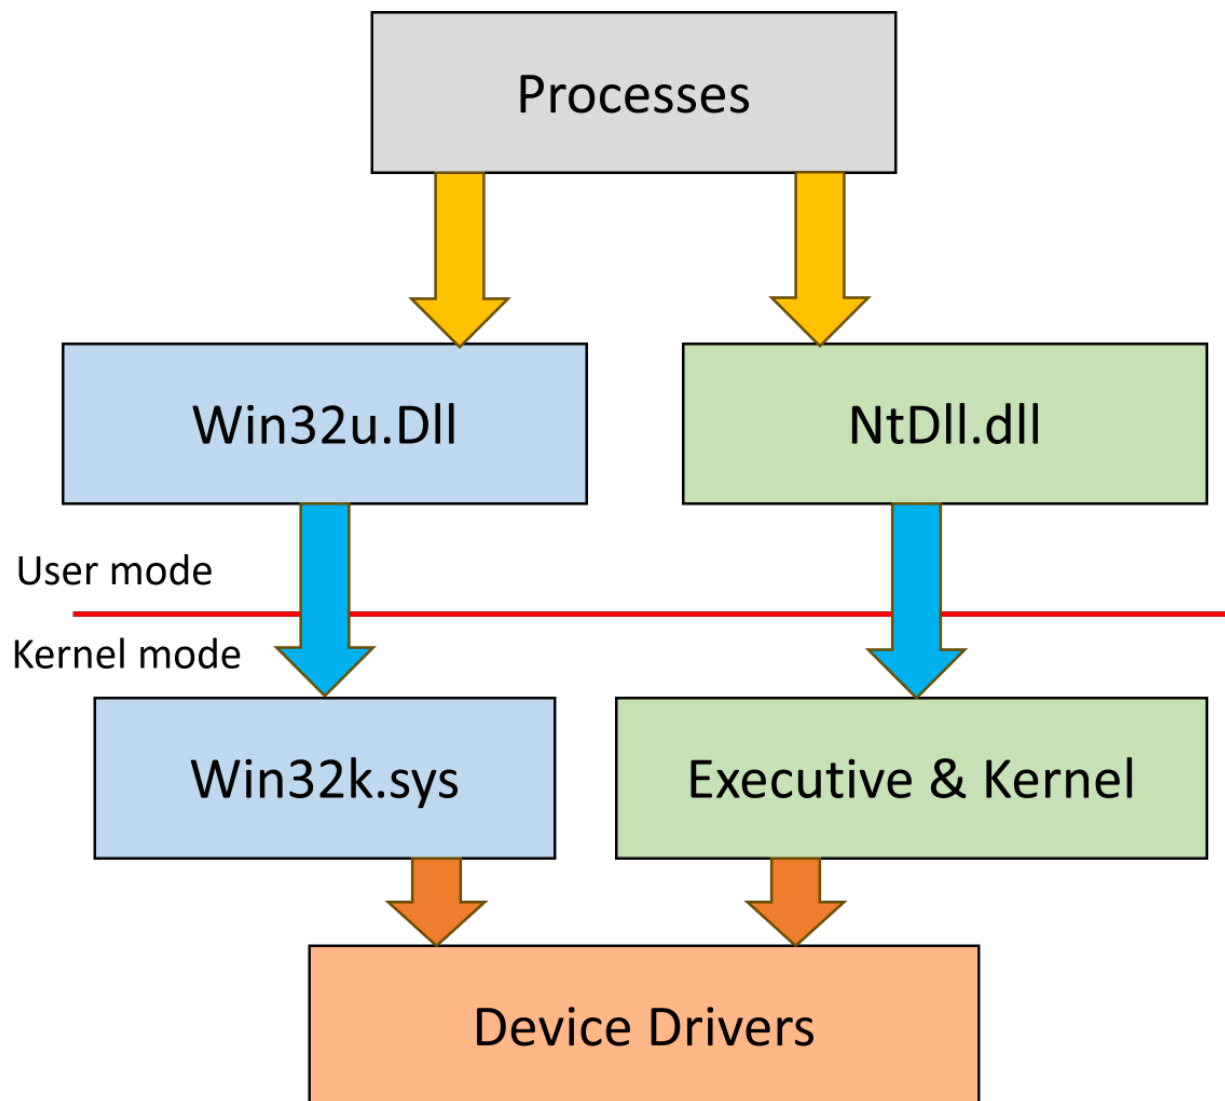 Processes
Win32u.Dll
NtDll.dll
User mode
Kernel mode
Win32k.sys
Executive & Kernel
Device Drivers